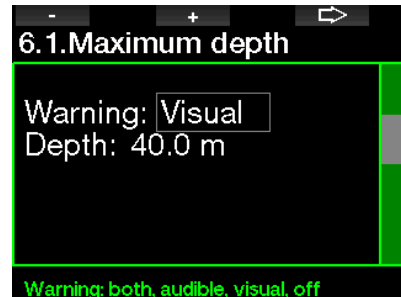 - +
6.1.Maximum depth
Warning: Visual
Depth: 40.0 m
Warning: both, audible, visual, off